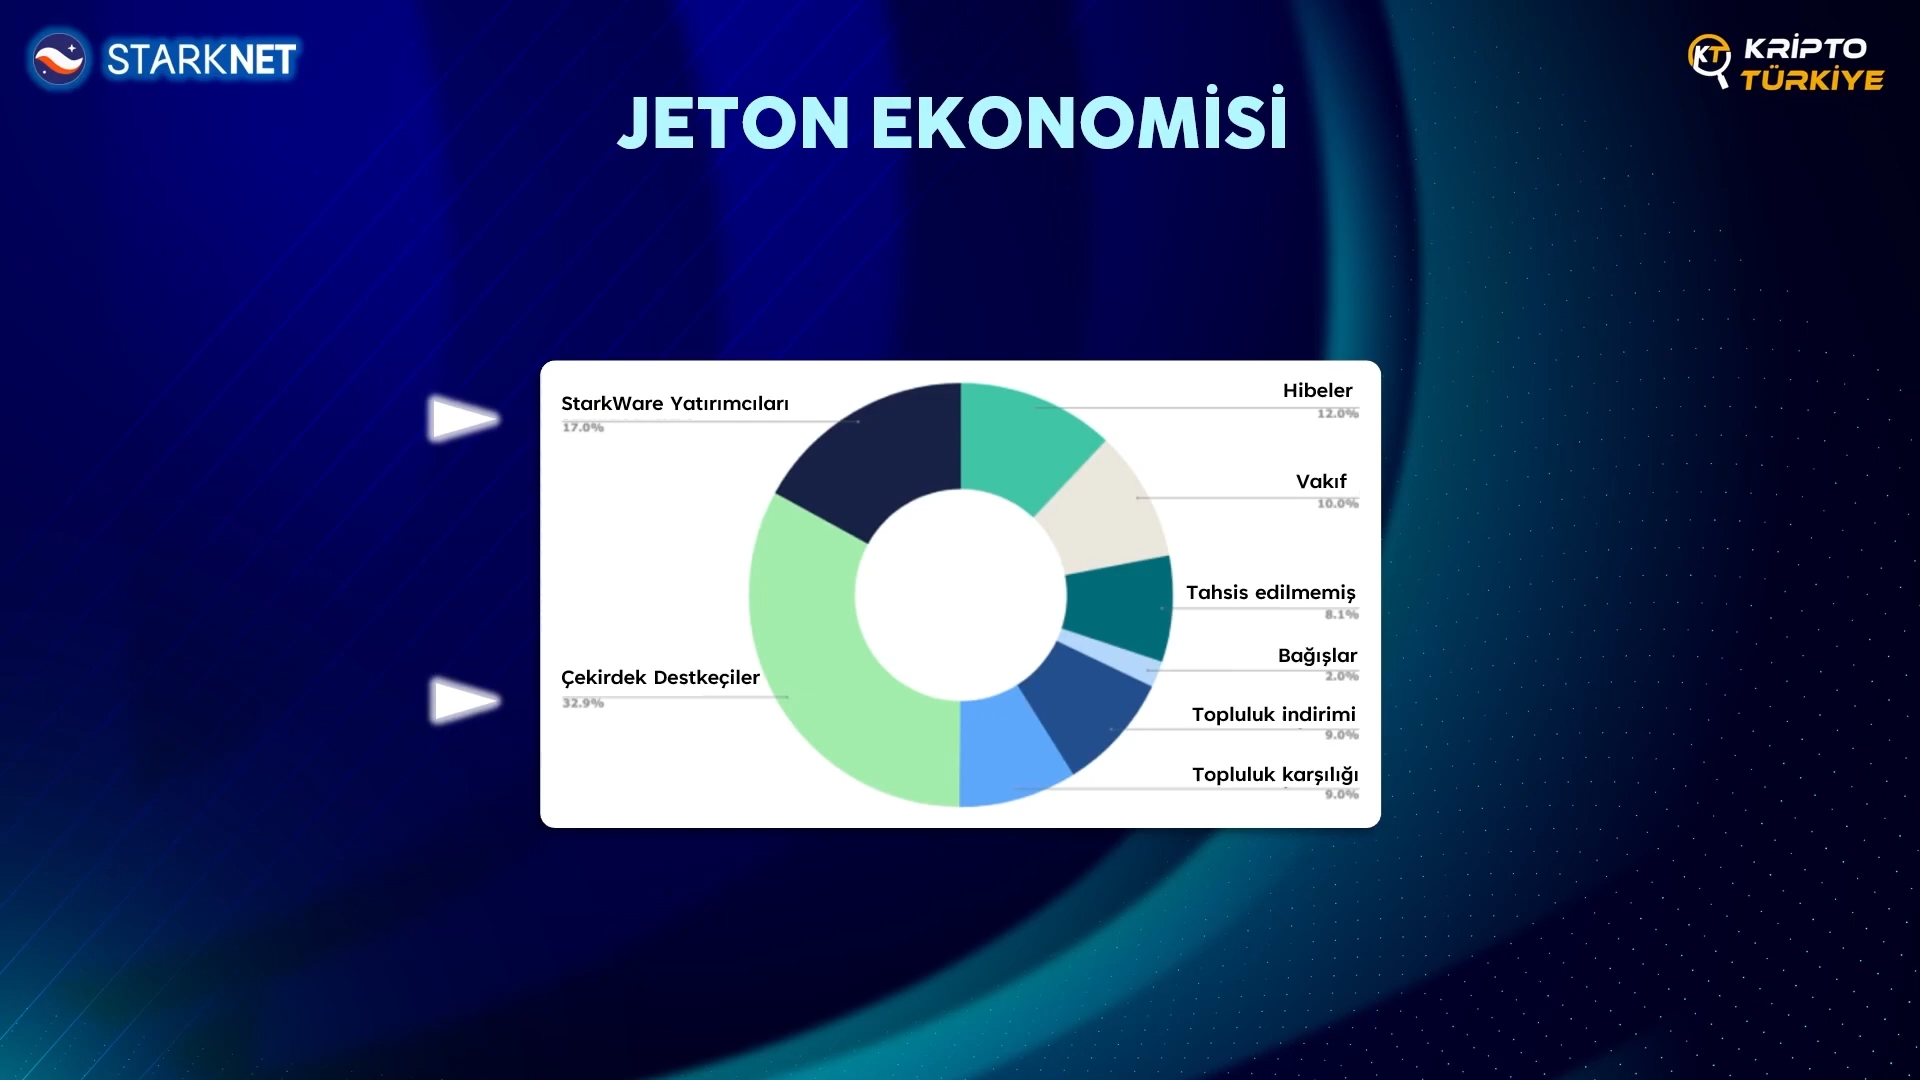 STARKNET
KT KRİPTO
TÜRKİYE
JETON EKONOMİSİ
StarkWare Yatırımcıları
17.0%
Çekirdek Destkeçiler
32.9%
Hibeler
12.0%
Vakıf
10.0%
Tahsis edilmemiş
8.1%
Bağışlar
2.0%
Topluluk indirimi
9.0%
Topluluk karşılığı
9.0%